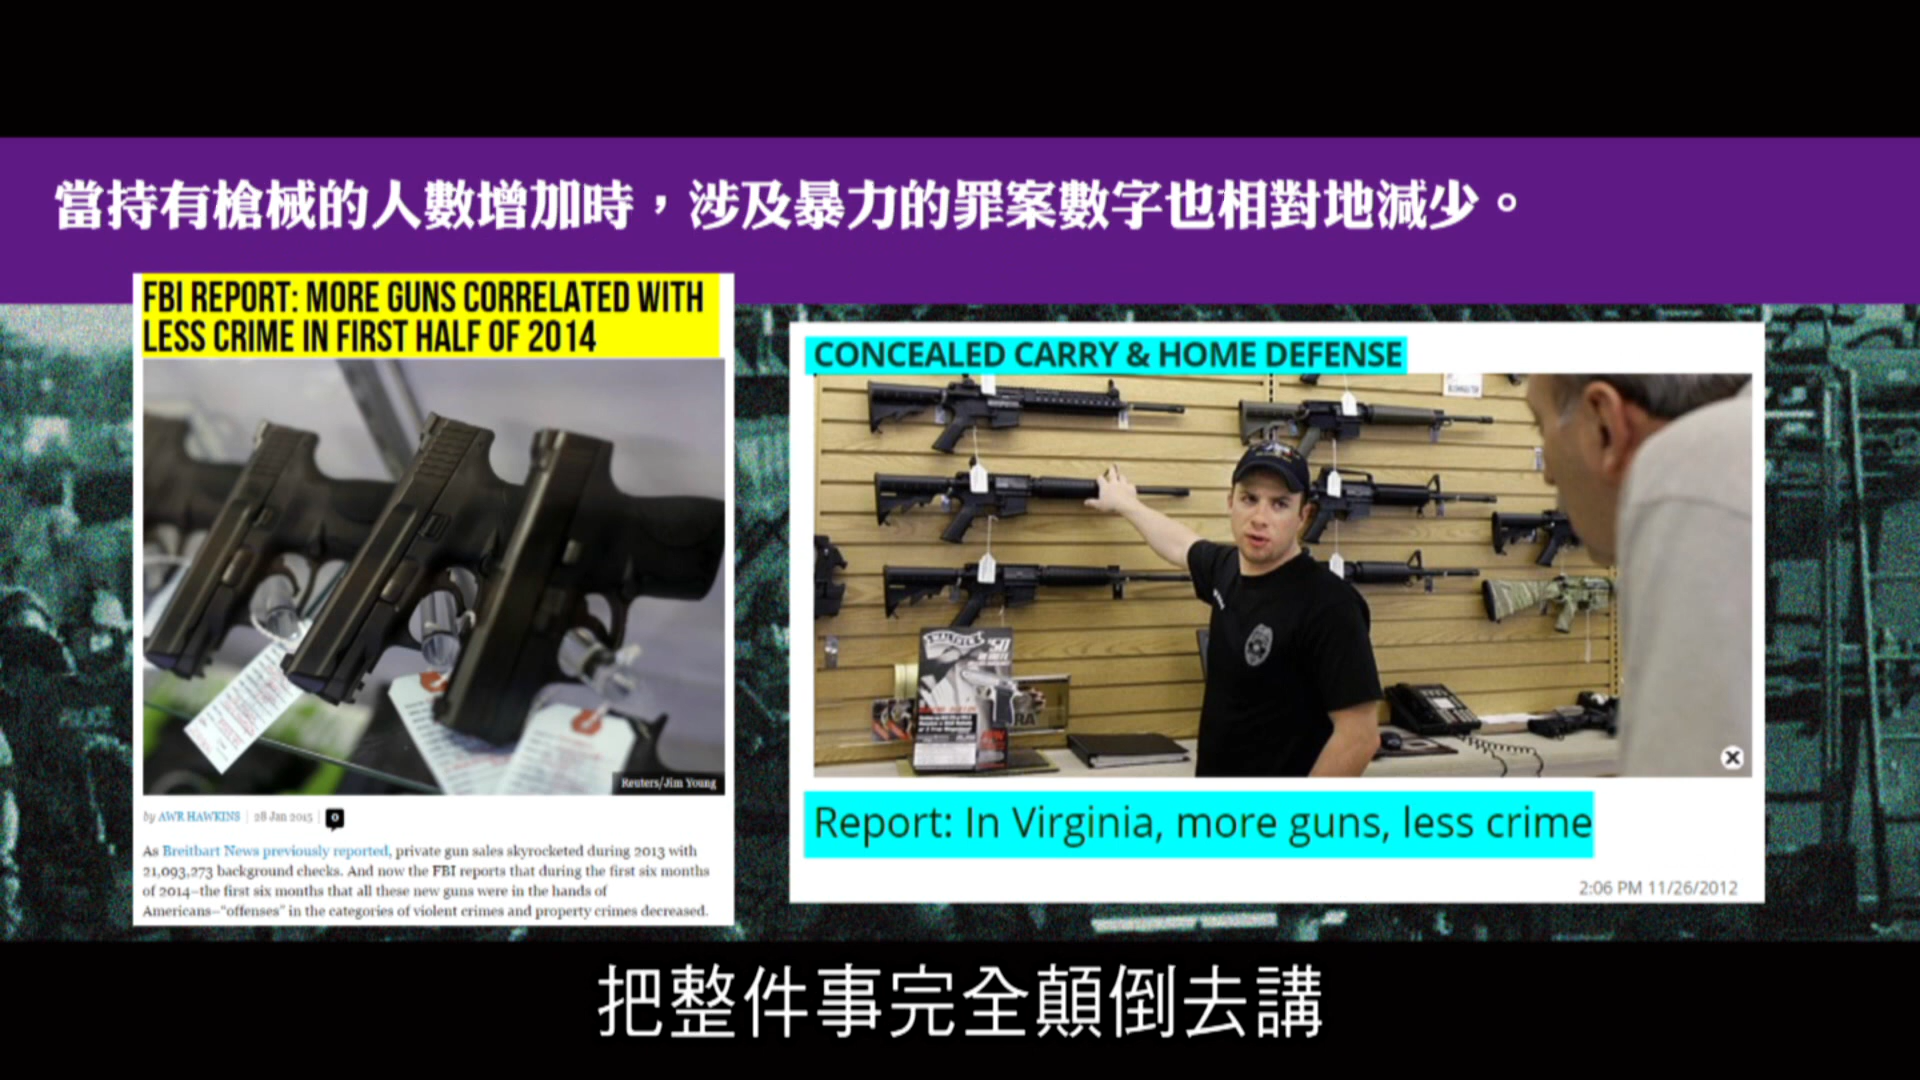 當持有槍械的人數增加時，涉及暴力的罪案數字也相對地減少。
FBI REPORT: MORE GUNS CORRELATED WITH
LESS CRIME IN FIRST HALF OF 2014
Reuters/Jim Young
by AWR HAWKINS | 28 Jan 2015 | 0
As Breitbart News previously reported, private gun sales skyrocketed during 2013 with
21,093,273 background checks. And now the FBI reports that during the first six months
of 2014–the first six months that all these new guns were in the hands of
Americans–"offenses" in the categories of violent crimes and property crimes decreased.
CONCEALED CARRY & HOME DEFENSE
WALTHER
$50
Report: In Virginia, more guns, less crime
2:06 PM 11/26/2012
把整件事完全顛倒去講